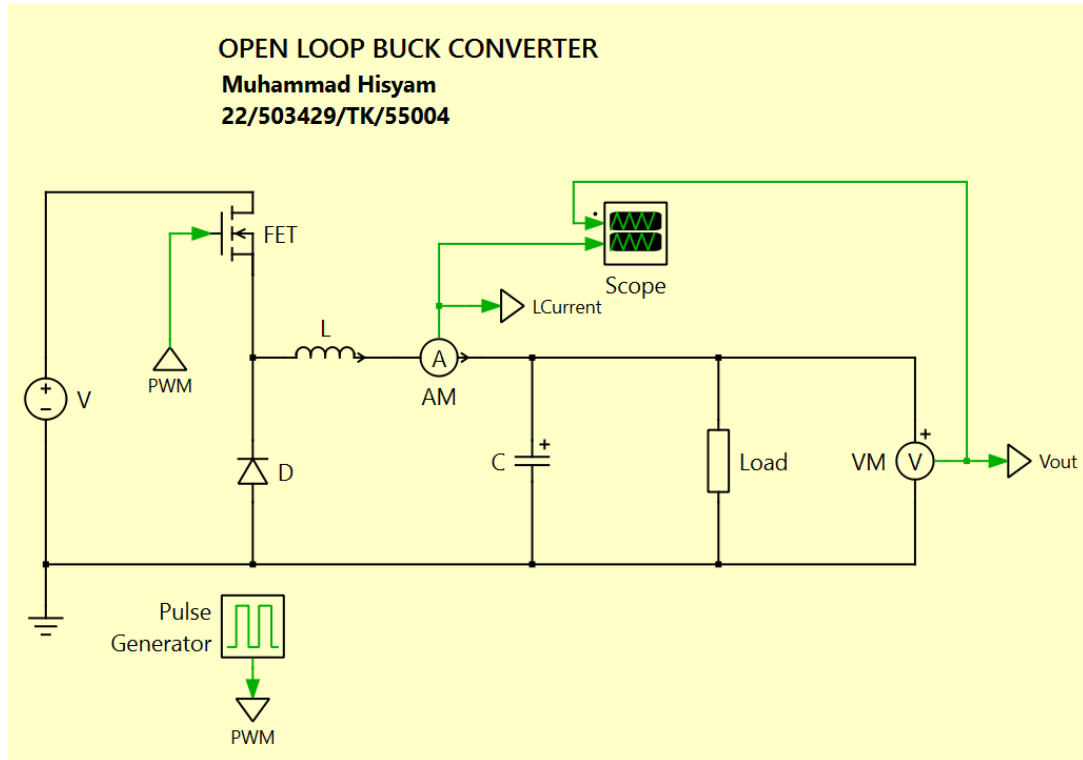 OPEN LOOP BUCK CONVERTER
Muhammad Hisyam
22/503429/TK/55004
FET
Scope
LCurrent
L
PWM
A
AM
V
C
Load
VM
V
Vout
D
Pulse
Generator
PWM